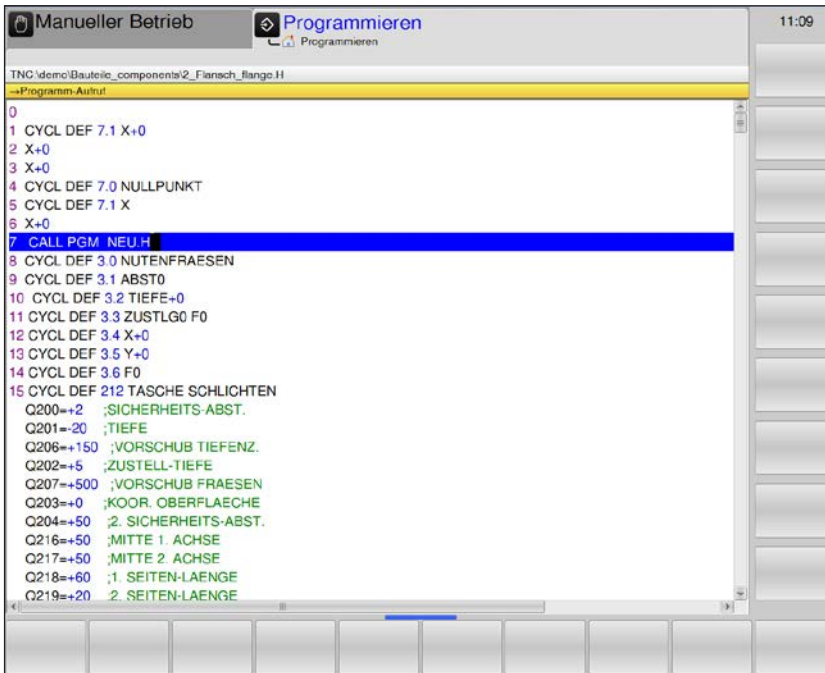 Manueller Betrieb
Programmieren
Programmieren
11:09
TNC:\demo\Bauteile_components\2_Flansch_flange.H
→Programm-Aufruf
0
1 CYCL DEF 7.1 X+0
2 X+0
3 X+0
4 CYCL DEF 7.0 NULLPUNKT
5 CYCL DEF 7.1 X
6 X+0
7 CALL PGM NEU.H
8 CYCL DEF 3.0 NUTENFRAESEN
9 CYCL DEF 3.1 ABST0
10 CYCL DEF 3.2 TIEFE+0
11 CYCL DEF 3.3 ZUSTLG0 F0
12 CYCL DEF 3.4 X+0
13 CYCL DEF 3.5 Y+0
14 CYCL DEF 3.6 F0
15 CYCL DEF 212 TASCHE SCHLICHTEN
Q200=+2 ;SICHERHEITS-ABST.
Q201=-20 ;TIEFE
Q206=+150 ;VORSCHUB TIEFENZ.
Q202=+5 ;ZUSTELL-TIEFE
Q207=+500 ;VORSCHUB FRAESEN
Q203=+0 ;KOOR. OBERFLAECHE
Q204=+50 ;2. SICHERHEITS-ABST.
Q216=+50 ;MITTE 1. ACHSE
Q217=+50 ;MITTE 2. ACHSE
Q218=+60 ;1. SEITEN-LAENGE
Q219=+20 ;2. SEITEN-LAENGE